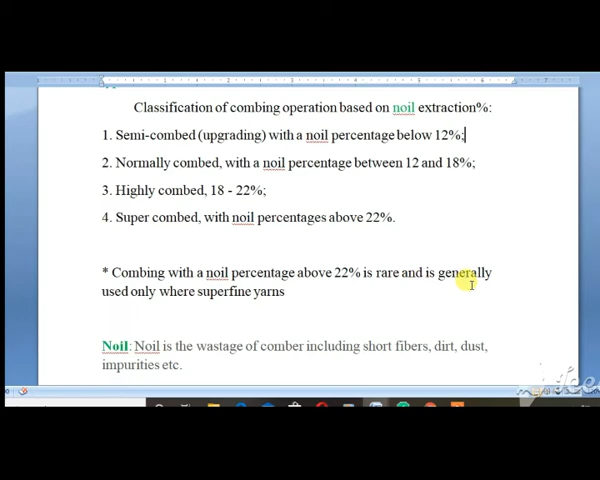 Classification of combing operation based on noil extraction%:
1. Semi-combed (upgrading) with a noil percentage below 12%;
2. Normally combed, with a noil percentage between 12 and 18%;
3. Highly combed, 18 - 22%;
4. Super combed, with noil percentages above 22%.
* Combing with a noil percentage above 22% is rare and is generally
used only where superfine yarns
Noil: Noil is the wastage of comber including short fibers, dirt, dust,
impurities etc.